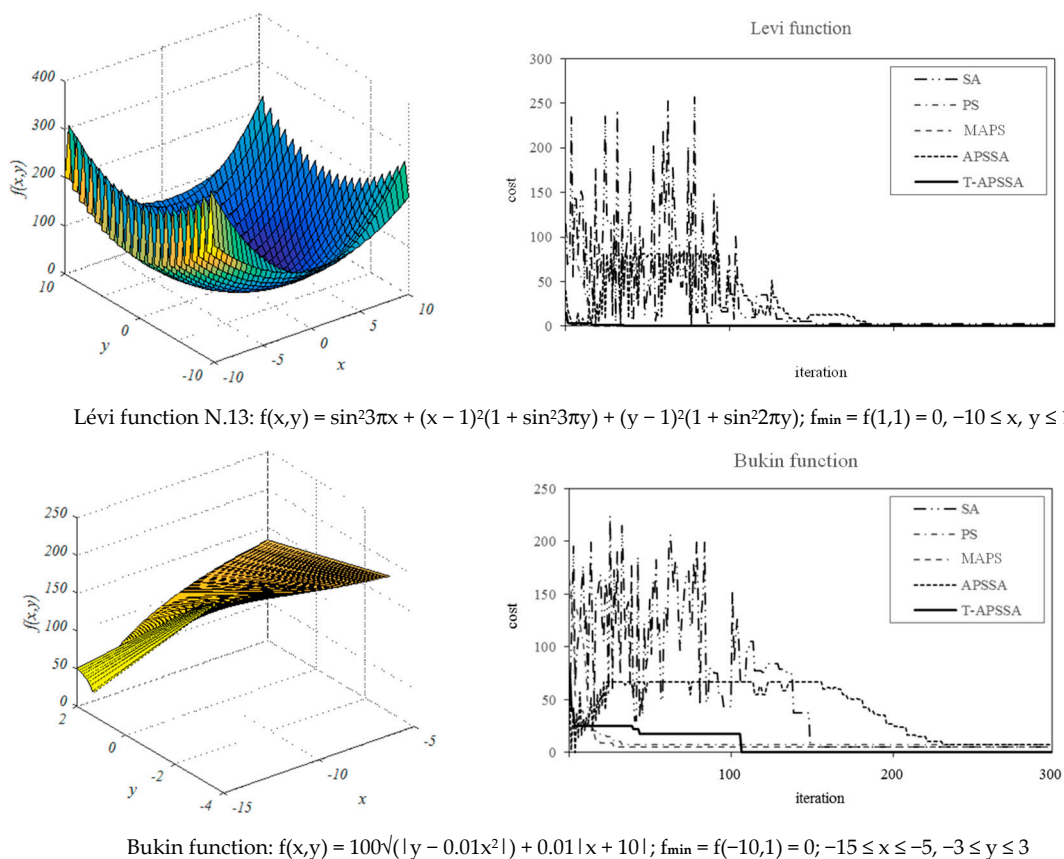 Levi function
400
300
200
100
0
f(x,y)
10
0
-10
y
-10
-5
0
5
10
x
300
250
200
150
100
50
0
cost
100
200
300
iteration
SA
PS
MAPS
APSSA
T-APSSA
Lévi function N.13: f(x,y) = sin²3πx + (x − 1)²(1 + sin²3πy) + (y − 1)²(1 + sin²2πy); fmin = f(1,1) = 0, −10 ≤ x, y ≤
Bukin function
250
200
150
100
50
0
f(x,y)
2
0
-2
-4
y
-15
-10
-5
x
250
200
150
100
50
0
cost
100
200
300
iteration
SA
PS
MAPS
APSSA
T-APSSA
Bukin function: f(x,y) = 100√(|y − 0.01x²|) + 0.01|x + 10|; fmin = f(−10,1) = 0; −15 ≤ x ≤ −5, −3 ≤ y ≤ 3